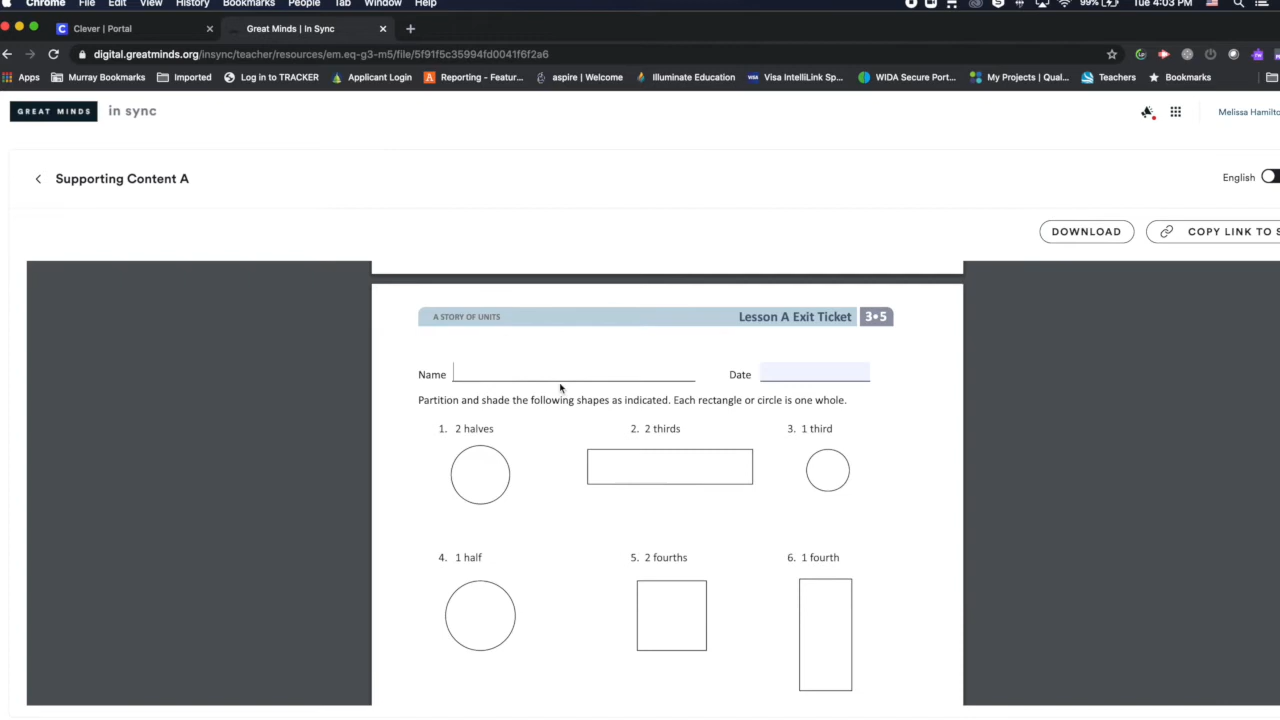 Chrome File Edit View History Bookmarks People Tab Window Help 99% Tue 4:03 PM
Clever | Portal Great Minds | In Sync
digital.greatminds.org/insync/teacher/resources/em.eq-g3-m5/file/5f91f5c35994fd0041f6f2a6
Apps Murray Bookmarks Imported Log in to TRACKER Applicant Login Reporting - Featur... aspire | Welcome Illuminate Education Visa IntelliLink Sp... WIDA Secure Port... My Projects | Qual... Teachers Bookmarks
GREAT MINDS in sync Melissa Hamilto
Supporting Content A English
DOWNLOAD COPY LINK TO S
A STORY OF UNITS Lesson A Exit Ticket 3•5
Name Date
Partition and shade the following shapes as indicated. Each rectangle or circle is one whole.
1. 2 halves 2. 2 thirds 3. 1 third
4. 1 half 5. 2 fourths 6. 1 fourth